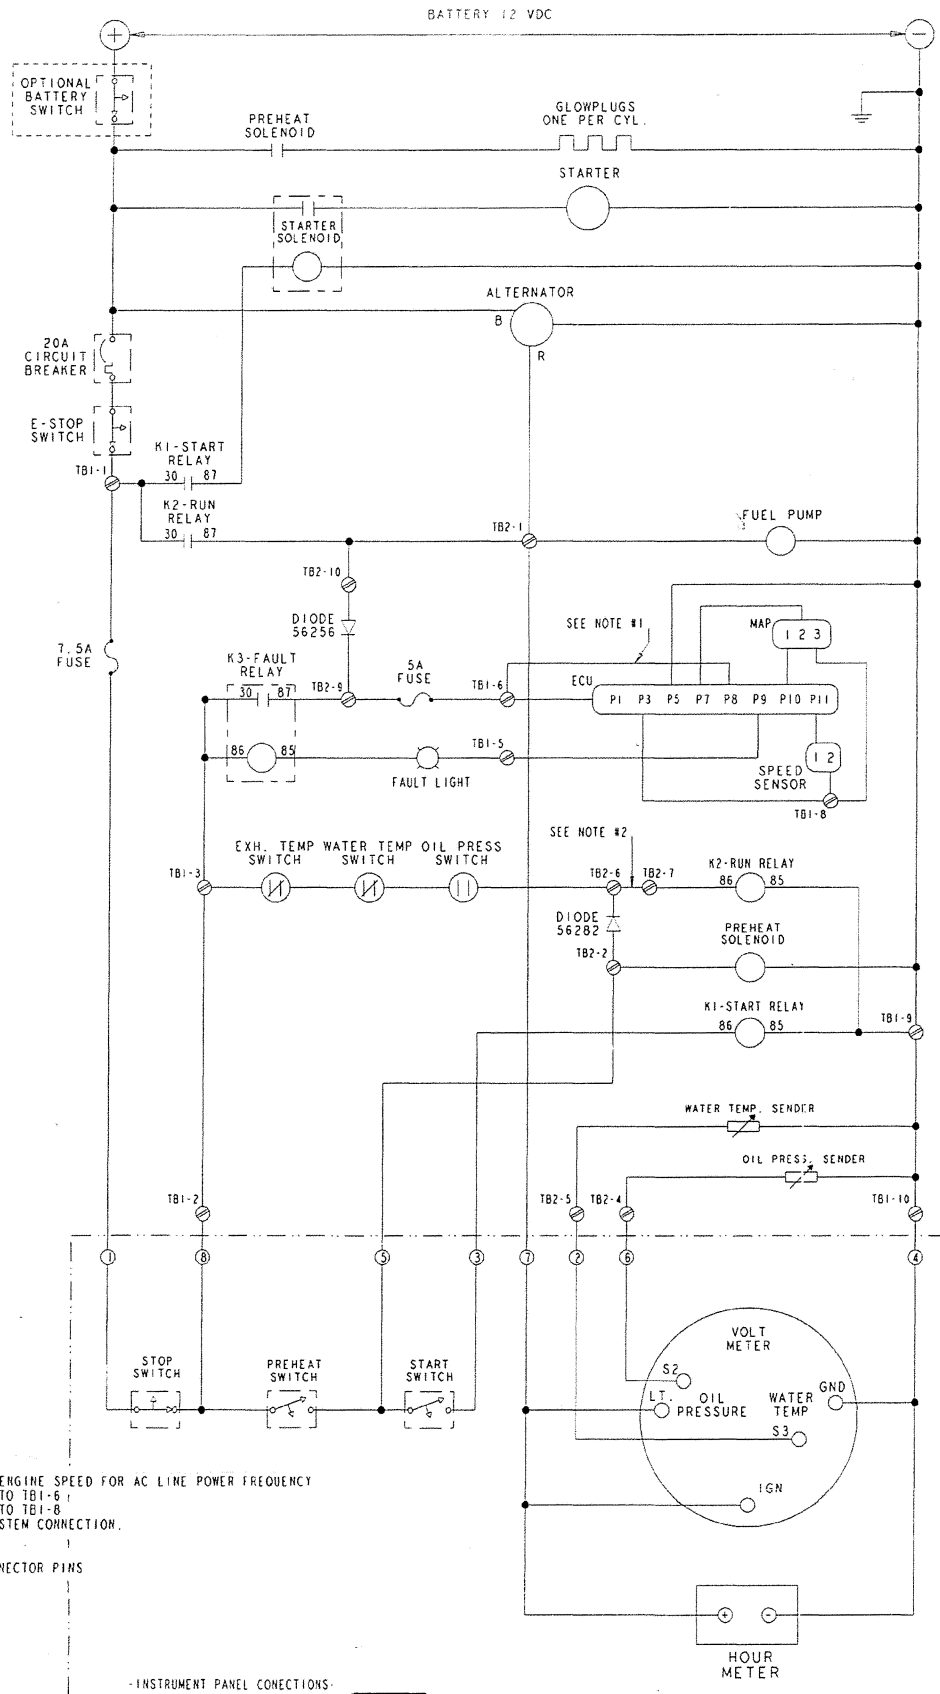 BATTERY 12 VDC
+
-
OPTIONAL
BATTERY
SWITCH
PREHEAT
SOLENOID
GLOWPLUGS
ONE PER CYL.
STARTER
STARTER
SOLENOID
ALTERNATOR
B
R
20A
CIRCUIT
BREAKER
E-STOP
SWITCH
TB1-1
K1-START
RELAY
30 87
K2-RUN
RELAY
30 87
TB2-1
FUEL PUMP
TB2-10
DIODE
56256
SEE NOTE #1
MAP
1 2 3
7.5A
FUSE
K3-FAULT
RELAY
30 87
TB2-9
5A
FUSE
TB1-6
ECU
P1 P3 P5 P7 P8 P9 P10 P11
86 85
FAULT LIGHT
TB1-5
1 2
SPEED
SENSOR
TB1-8
TB1-3
EXH. TEMP
SWITCH
WATER TEMP
SWITCH
OIL PRESS
SWITCH
SEE NOTE #2
TB2-6
TB2-7
K2-RUN RELAY
86 85
DIODE
56282
PREHEAT
SOLENOID
TB2-2
K1-START RELAY
86 85
TB1-9
WATER TEMP. SENDER
OIL PRESS. SENDER
TB1-2
TB2-5
TB2-4
TB1-10
1 8 5 3 7 2 6 4
STOP
SWITCH
PREHEAT
SWITCH
START
SWITCH
VOLT
METER
S2
LT.
OIL
PRESSURE
WATER
TEMP
GND
S3
IGN
ENGINE SPEED FOR AC LINE POWER FREQUENCY
TO TB1-6
TO TB1-8
STEM CONNECTION.
NECTOR PINS
+ -
HOUR
METER
-INSTRUMENT PANEL CONECTIONS-